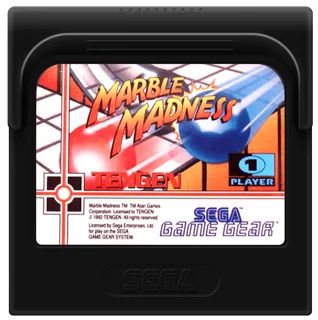 MARBLE
MADNESS
TENGEN
1
PLAYER
Marble Madness TM, TM Atari Games
Corporation. Licensed to TENGEN
© 1992 TENGEN All rights reserved.
Licensed by Sega Enterprises, Ltd.
for play on the SEGA
GAME GEAR SYSTEM
SEGA
GAME GEAR
SEGA